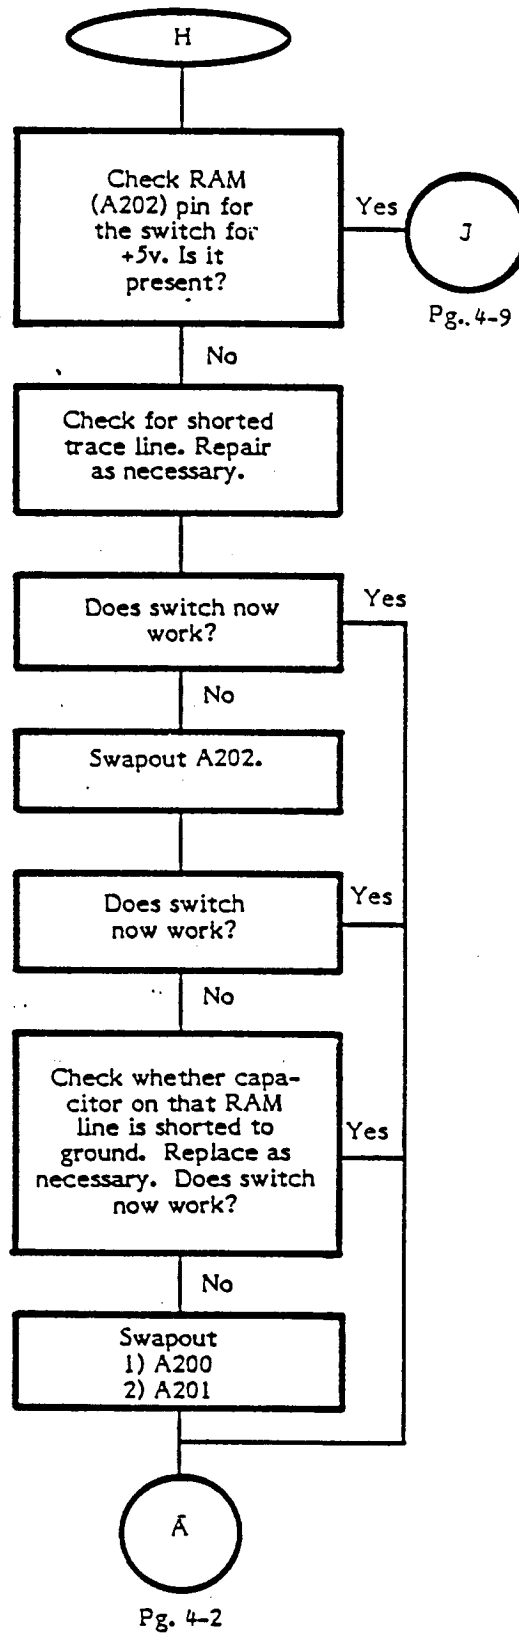 H
Check RAM
(A202) pin for
the switch for
+5v. Is it
present?
Yes
J
Pg. 4-9
No
Check for shorted
trace line. Repair
as necessary.
Does switch now
work?
Yes
No
Swapout A202.
Does switch
now work?
Yes
No
Check whether capa-
citor on that RAM
line is shorted to
ground. Replace as
necessary. Does switch
now work?
Yes
No
Swapout
1) A200
2) A201
A
Pg. 4-2